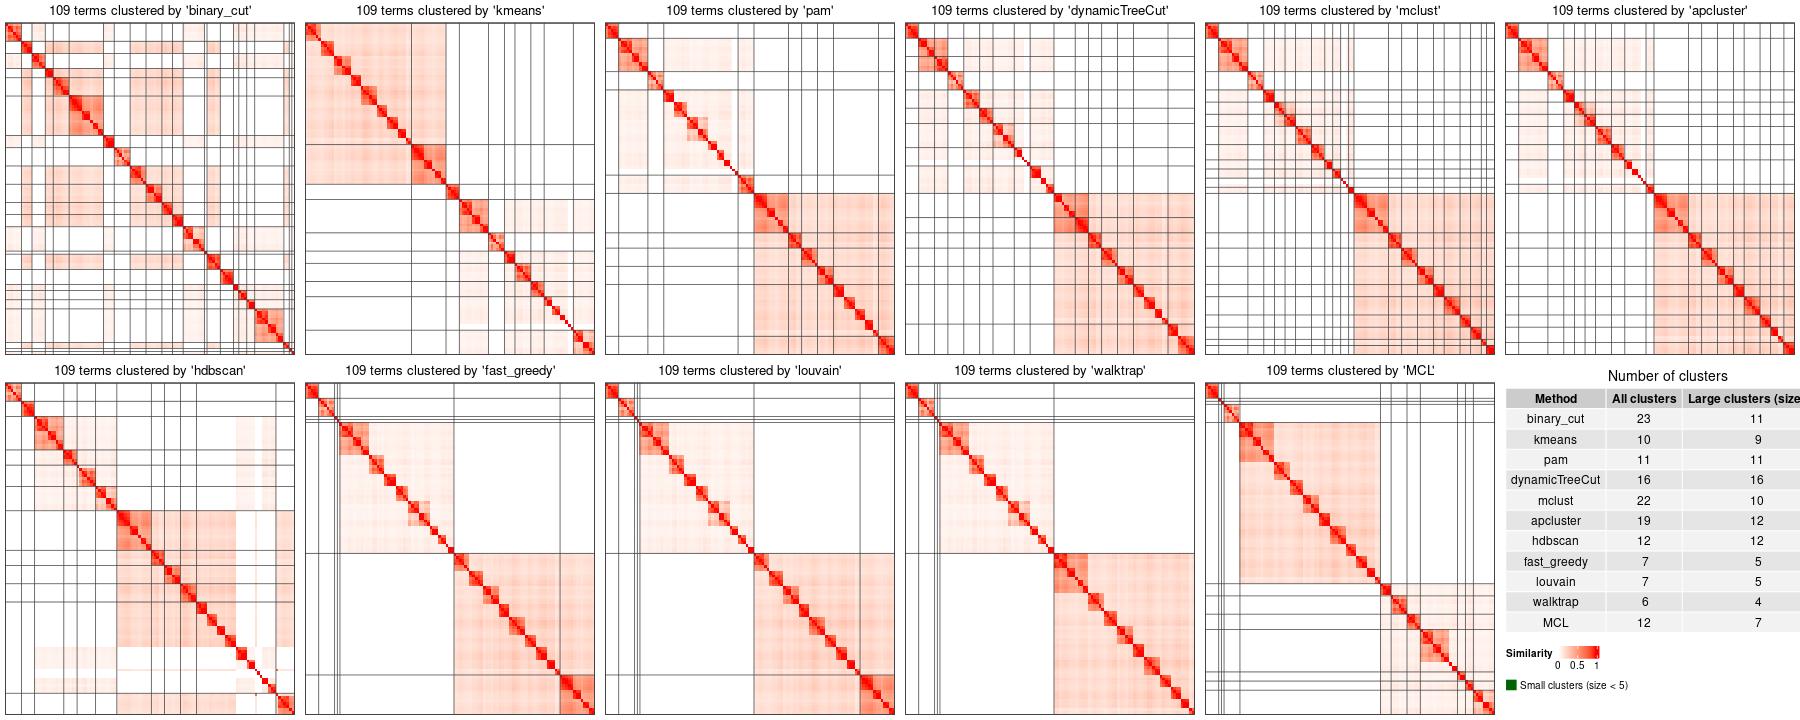 109 terms clustered by 'binary_cut'
109 terms clustered by 'kmeans'
109 terms clustered by 'pam'
109 terms clustered by 'dynamicTreeCut'
109 terms clustered by 'mclust'
109 terms clustered by 'apcluster'
109 terms clustered by 'hdbscan'
109 terms clustered by 'fast_greedy'
109 terms clustered by 'louvain'
109 terms clustered by 'walktrap'
109 terms clustered by 'MCL'
Number of clusters
Method All clusters Large clusters (size
binary_cut 23 11
kmeans 10 9
pam 11 11
dynamicTreeCut 16 16
mclust 22 10
apcluster 19 12
hdbscan 12 12
fast_greedy 7 5
louvain 7 5
walktrap 6 4
MCL 12 7
Similarity
0 0.5 1
Small clusters (size < 5)